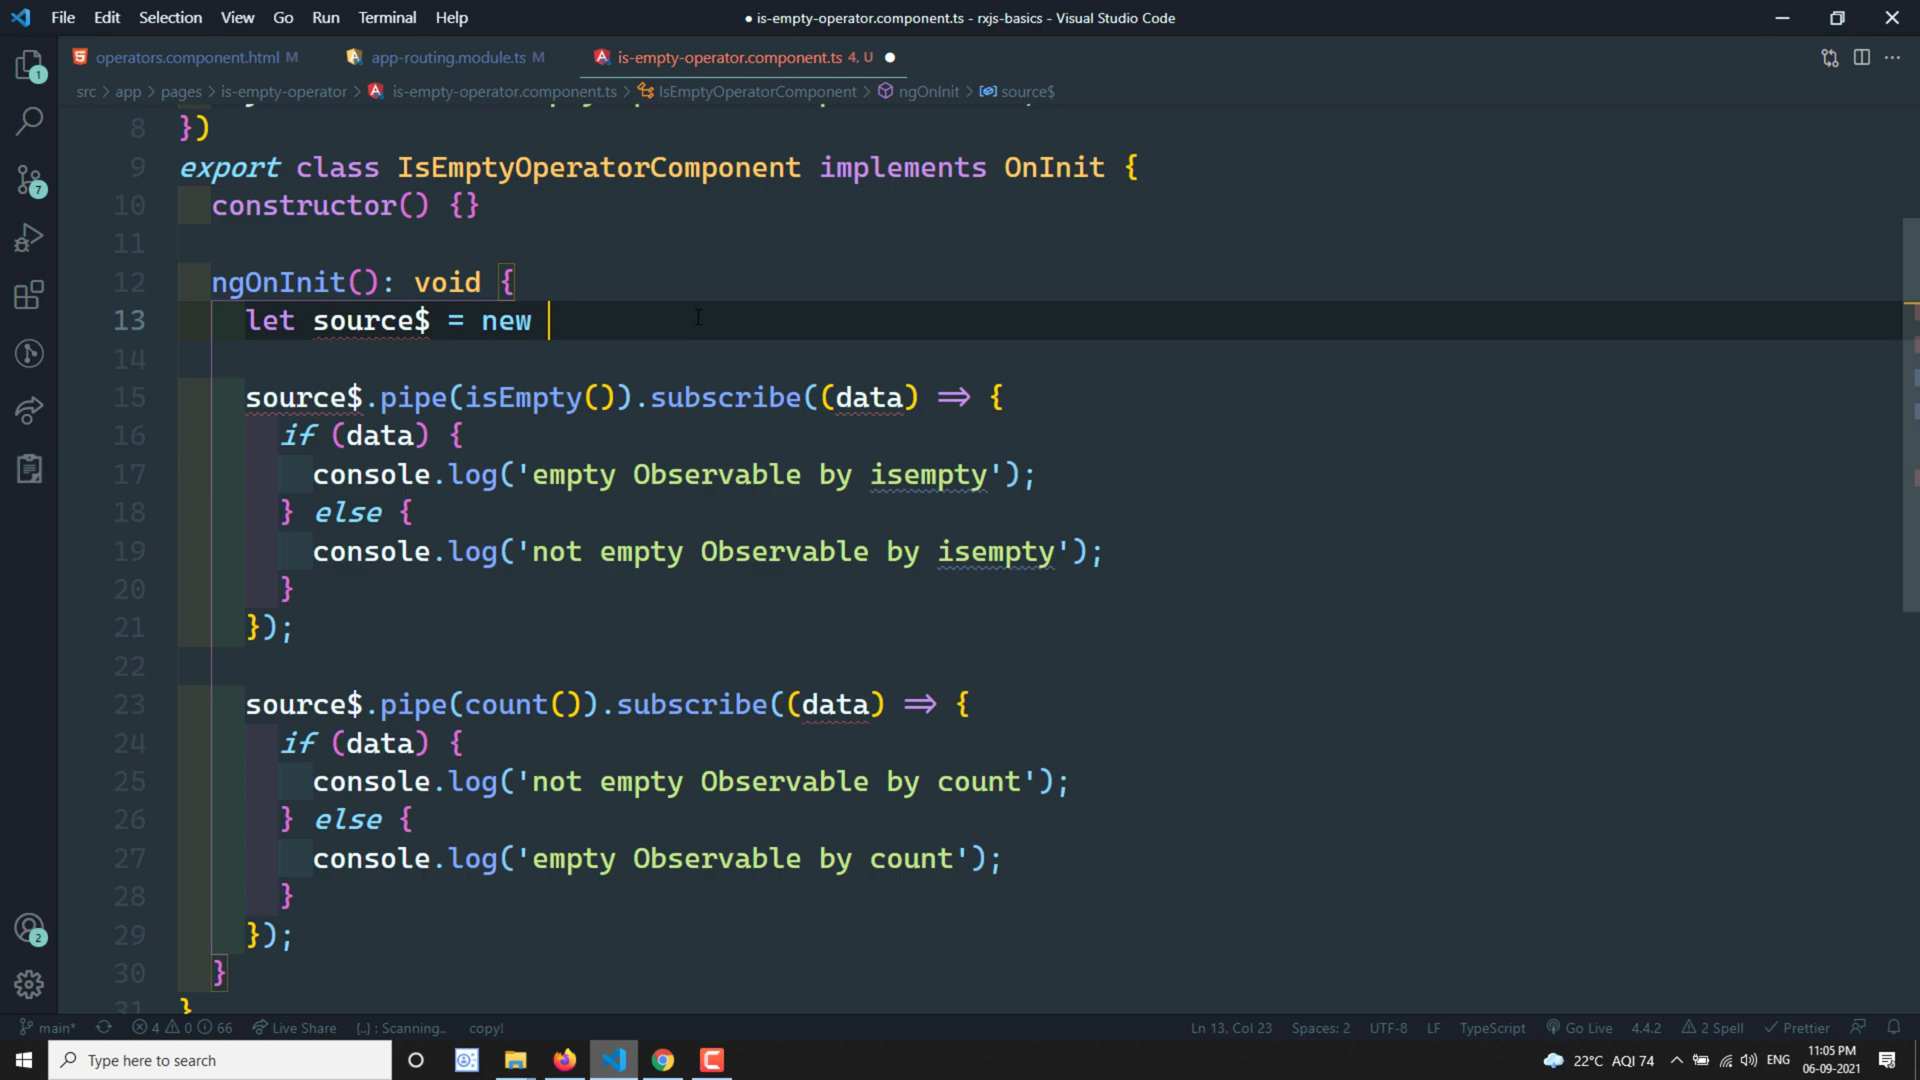 File Edit Selection View Go Run Terminal Help
● is-empty-operator.component.ts - rxjs-basics - Visual Studio Code
operators.component.html M
app-routing.module.ts M
is-empty-operator.component.ts 4, U ●
src > app > pages > is-empty-operator > is-empty-operator.component.ts > IsEmptyOperatorComponent > ngOnInit > source$
8 })
9 export class IsEmptyOperatorComponent implements OnInit {
10 constructor() {}
11
12 ngOnInit(): void {
13 let source$ = new
14
15 source$.pipe(isEmpty()).subscribe((data) => {
16 if (data) {
17 console.log('empty Observable by isempty');
18 } else {
19 console.log('not empty Observable by isempty');
20 }
21 });
22
23 source$.pipe(count()).subscribe((data) => {
24 if (data) {
25 console.log('not empty Observable by count');
26 } else {
27 console.log('empty Observable by count');
28 }
29 });
30 }
31 }
1
7
2
main* 4 0 66 Live Share {..} : Scanning.. copy! Ln 13, Col 23 Spaces: 2 UTF-8 LF TypeScript Go Live 4.4.2 2 Spell Prettier
Type here to search
22°C AQI 74 ENG
11:05 PM
06-09-2021